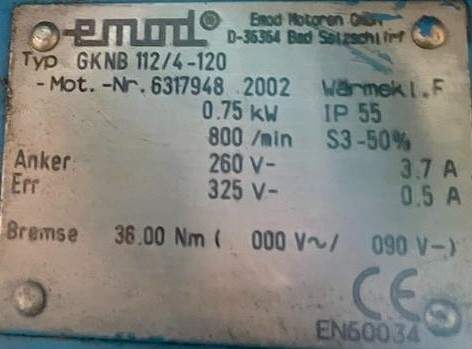 emod® Emod Motoren GmbH
D-36364 Bad Salzschlirf
Typ GKNB 112/4-120
-Mot.-Nr. 6317948 2002 Wärmekl.F
0.75 kW IP 55
800 /min S3-50%
Anker 260 V- 3.7 A
Err 325 V- 0.5 A
Bremse 36.00 Nm ( 000 V~/ 090 V-)
CE
EN60034